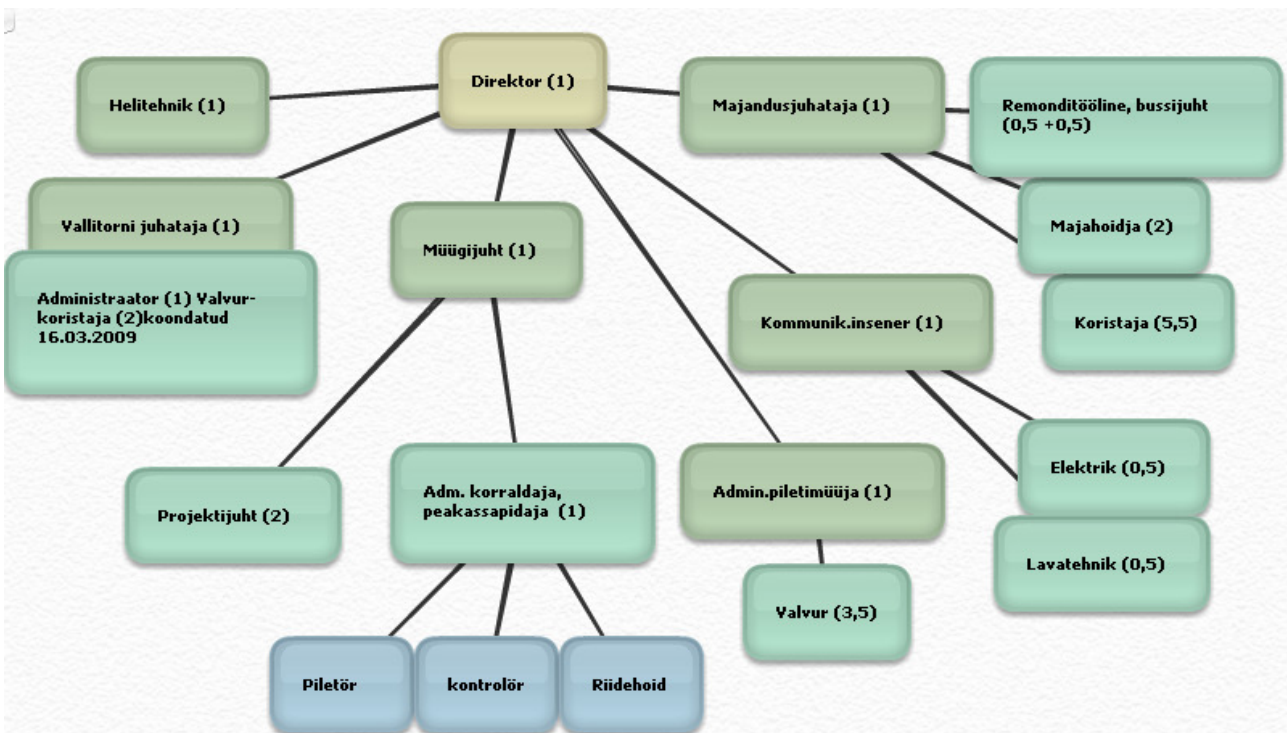 Direktor (1)
Helitehnik (1)
Majandusjuhataja (1)
Remonditööline, bussijuht
(0,5 +0,5)
Vallitorni juhataja (1)
Müügijuht (1)
Majahoidja (2)
Administraator (1) Valvur-
koristaja (2)koondatud
16.03.2009
Kommunik.insener (1)
Koristaja (5,5)
Projektijuht (2)
Adm. korraldaja,
peakassapidaja (1)
Admin.piletimüüja (1)
Elektrik (0,5)
Lavatehnik (0,5)
Valvur (3,5)
Piletör
kontrolör
Riidehoid